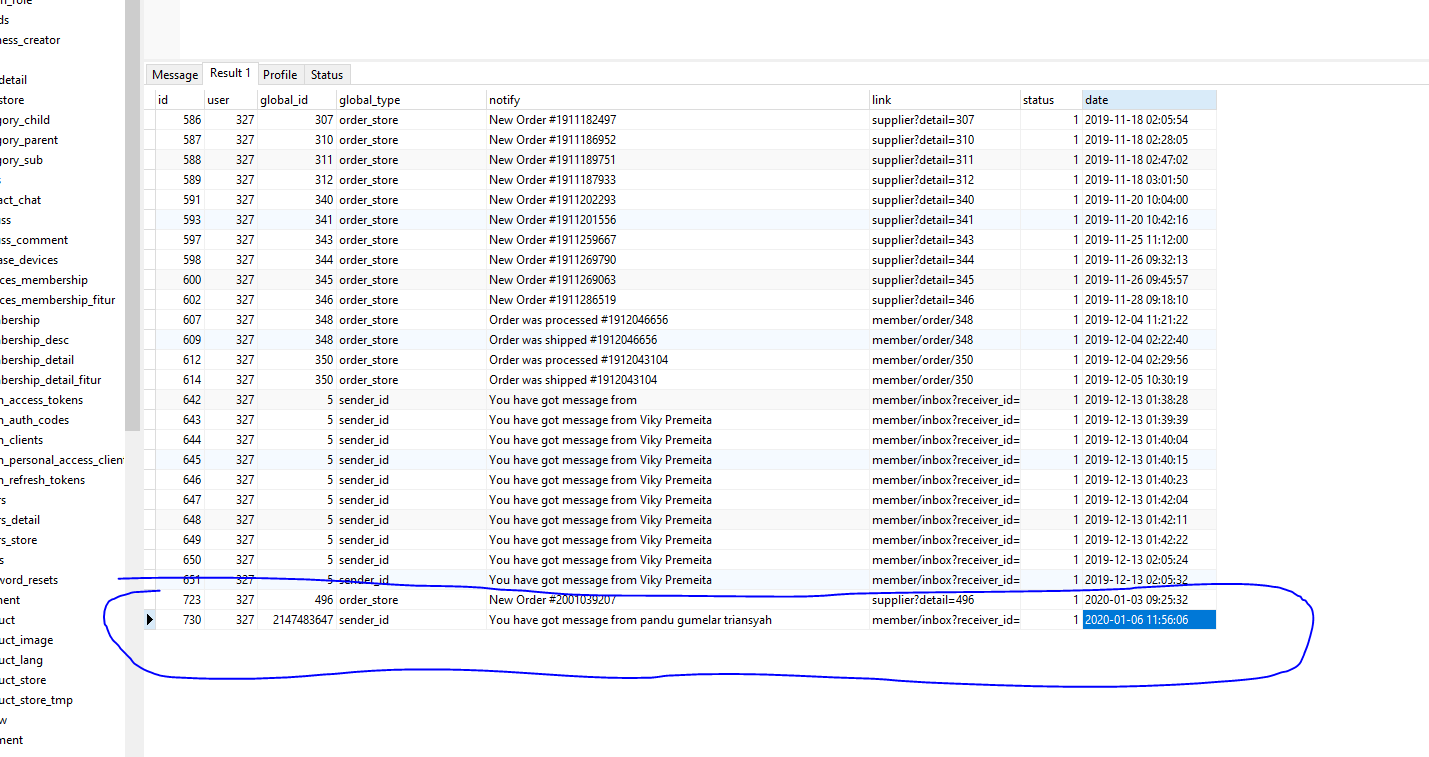 n_role
ds
ness_creator
detail
store
gory_child
gory_parent
gory_sub
s
act_chat
ss
uss_comment
ase_devices
ices_membership
ices_membership_fitur
bership
bership_desc
bership_detail
bership_detail_fitur
n_access_tokens
n_auth_codes
n_clients
n_personal_access_clien
n_refresh_tokens
rs
rs_detail
rs_store
s
word_resets
ment
uct
uct_image
uct_lang
uct_store
uct_store_tmp
w
ment
Message Result 1 Profile Status
id user global_id global_type notify link status date
586 327 307 order_store New Order #1911182497 supplier?detail=307 1 2019-11-18 02:05:54
587 327 310 order_store New Order #1911186952 supplier?detail=310 1 2019-11-18 02:28:05
588 327 311 order_store New Order #1911189751 supplier?detail=311 1 2019-11-18 02:47:02
589 327 312 order_store New Order #1911187933 supplier?detail=312 1 2019-11-18 03:01:50
591 327 340 order_store New Order #1911202293 supplier?detail=340 1 2019-11-20 10:04:00
593 327 341 order_store New Order #1911201556 supplier?detail=341 1 2019-11-20 10:42:16
597 327 343 order_store New Order #1911259667 supplier?detail=343 1 2019-11-25 11:12:00
598 327 344 order_store New Order #1911269790 supplier?detail=344 1 2019-11-26 09:32:13
600 327 345 order_store New Order #1911269063 supplier?detail=345 1 2019-11-26 09:45:57
602 327 346 order_store New Order #1911286519 supplier?detail=346 1 2019-11-28 09:18:10
607 327 348 order_store Order was processed #1912046656 member/order/348 1 2019-12-04 11:21:22
609 327 348 order_store Order was shipped #1912046656 member/order/348 1 2019-12-04 02:22:40
612 327 350 order_store Order was processed #1912043104 member/order/350 1 2019-12-04 02:29:56
614 327 350 order_store Order was shipped #1912043104 member/order/350 1 2019-12-05 10:30:19
642 327 5 sender_id You have got message from member/inbox?receiver_id= 1 2019-12-13 01:38:28
643 327 5 sender_id You have got message from Viky Premeita member/inbox?receiver_id= 1 2019-12-13 01:39:39
644 327 5 sender_id You have got message from Viky Premeita member/inbox?receiver_id= 1 2019-12-13 01:40:04
645 327 5 sender_id You have got message from Viky Premeita member/inbox?receiver_id= 1 2019-12-13 01:40:15
646 327 5 sender_id You have got message from Viky Premeita member/inbox?receiver_id= 1 2019-12-13 01:40:23
647 327 5 sender_id You have got message from Viky Premeita member/inbox?receiver_id= 1 2019-12-13 01:42:04
648 327 5 sender_id You have got message from Viky Premeita member/inbox?receiver_id= 1 2019-12-13 01:42:11
649 327 5 sender_id You have got message from Viky Premeita member/inbox?receiver_id= 1 2019-12-13 01:42:22
650 327 5 sender_id You have got message from Viky Premeita member/inbox?receiver_id= 1 2019-12-13 02:05:24
651 327 5 sender_id You have got message from Viky Premeita member/inbox?receiver_id= 1 2019-12-13 02:05:32
723 327 496 order_store New Order #2001039207 supplier?detail=496 1 2020-01-03 09:25:32
730 327 2147483647 sender_id You have got message from pandu gumelar triansyah member/inbox?receiver_id= 1 2020-01-06 11:56:06